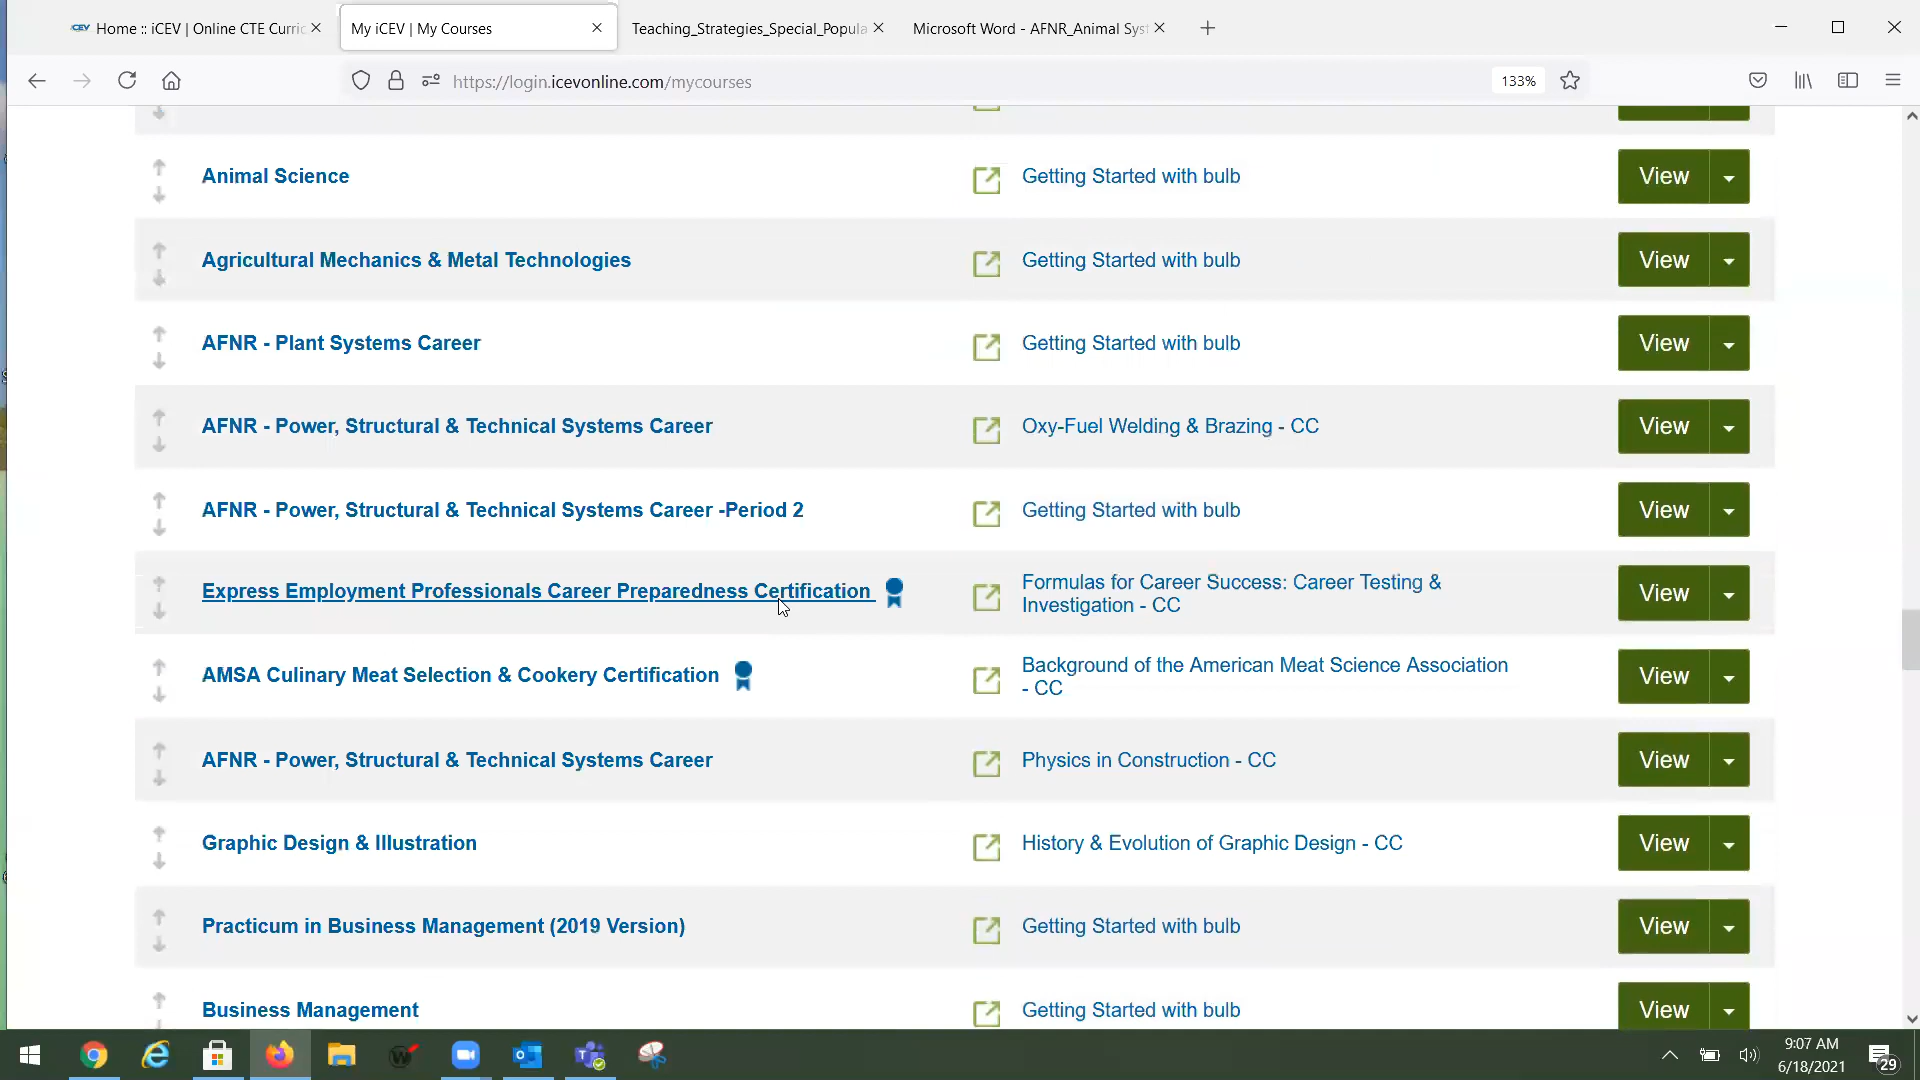 iCEV Home :: iCEV | Online CTE Curric
My iCEV | My Courses
Teaching_Strategies_Special_Popula
Microsoft Word - AFNR_Animal Sys
https://login.icevonline.com/mycourses
133%
Animal Science
Getting Started with bulb
View
Agricultural Mechanics & Metal Technologies
Getting Started with bulb
View
AFNR - Plant Systems Career
Getting Started with bulb
View
AFNR - Power, Structural & Technical Systems Career
Oxy-Fuel Welding & Brazing - CC
View
AFNR - Power, Structural & Technical Systems Career -Period 2
Getting Started with bulb
View
Express Employment Professionals Career Preparedness Certification
Formulas for Career Success: Career Testing &
Investigation - CC
View
AMSA Culinary Meat Selection & Cookery Certification
Background of the American Meat Science Association
- CC
View
AFNR - Power, Structural & Technical Systems Career
Physics in Construction - CC
View
Graphic Design & Illustration
History & Evolution of Graphic Design - CC
View
Practicum in Business Management (2019 Version)
Getting Started with bulb
View
Business Management
Getting Started with bulb
View
9:07 AM
6/18/2021
29